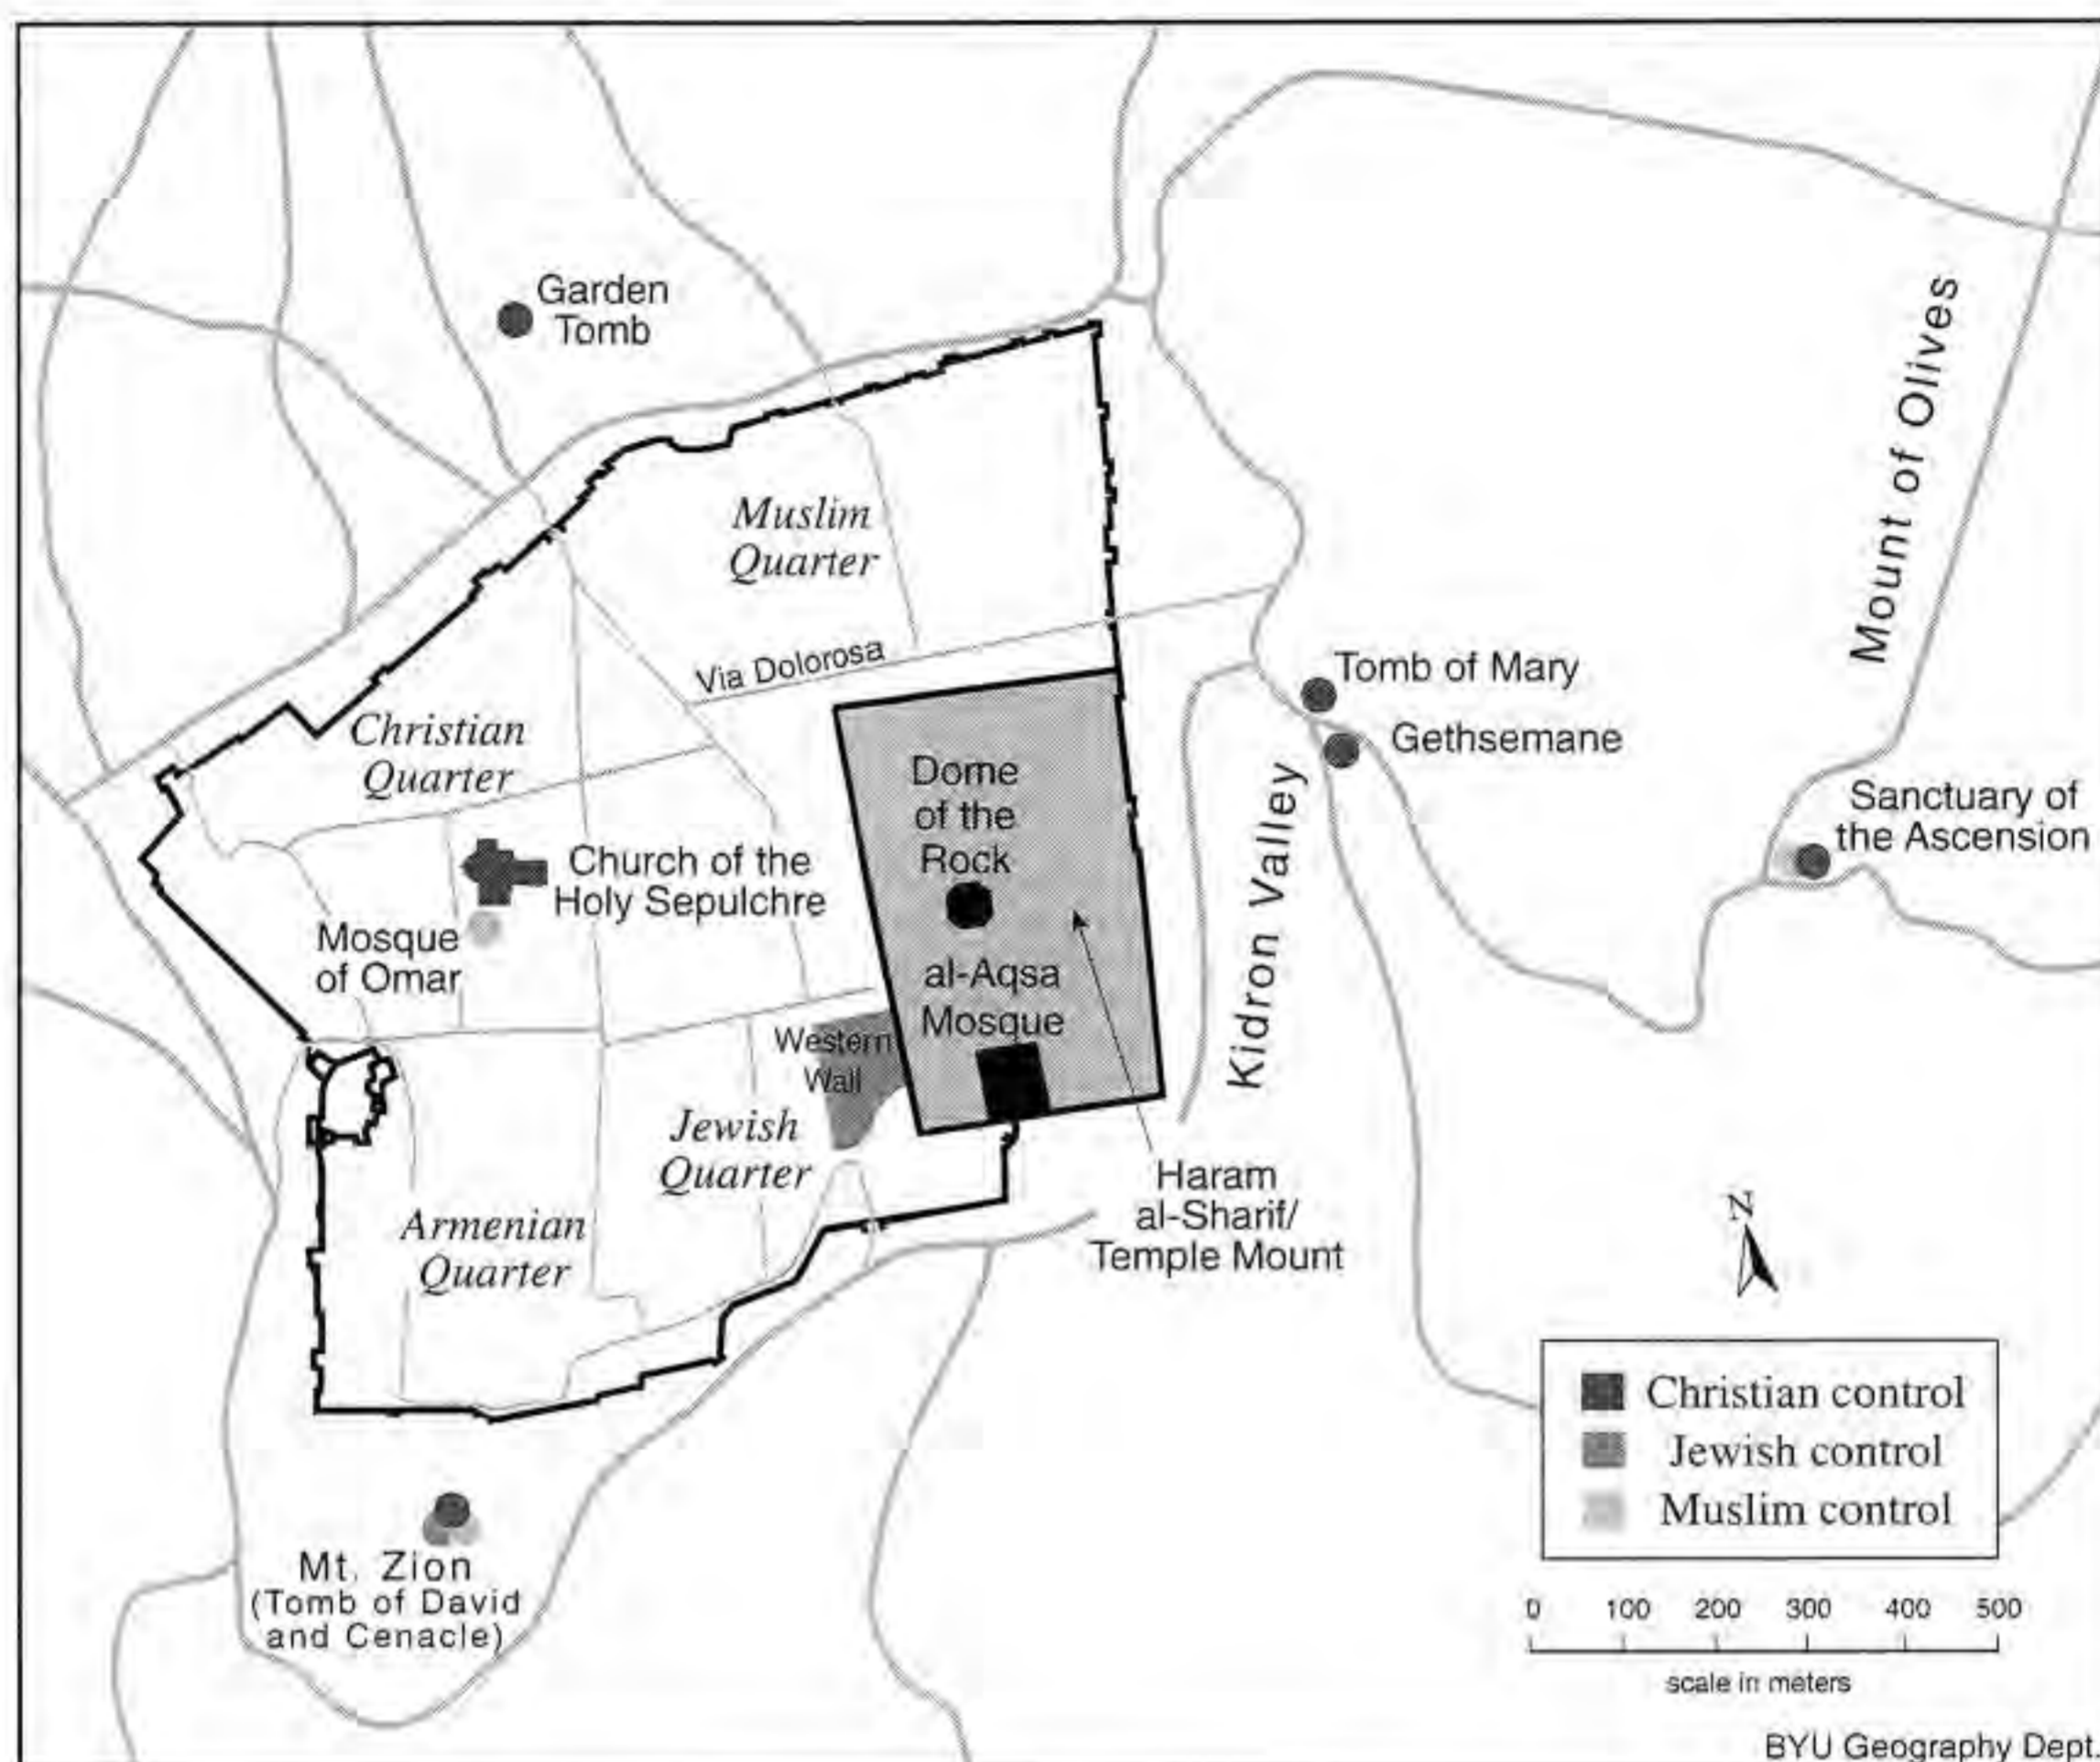 Garden
Tomb
Muslim
Quarter
Mount of Olives
Via Dolorosa
Tomb of Mary
Gethsemane
Christian
Quarter
Dome
of the
Rock
Sanctuary of
the Ascension
Church of the
Holy Sepulchre
Mosque
of Omar
al-Aqsa
Mosque
Kidron Valley
Western
Wall
Jewish
Quarter
Haram
al-Sharif/
Temple Mount
Armenian
Quarter
N
Christian control
Jewish control
Muslim control
Mt. Zion
(Tomb of David
and Cenacle)
0 100 200 300 400 500
scale in meters
BYU Geography Dept.